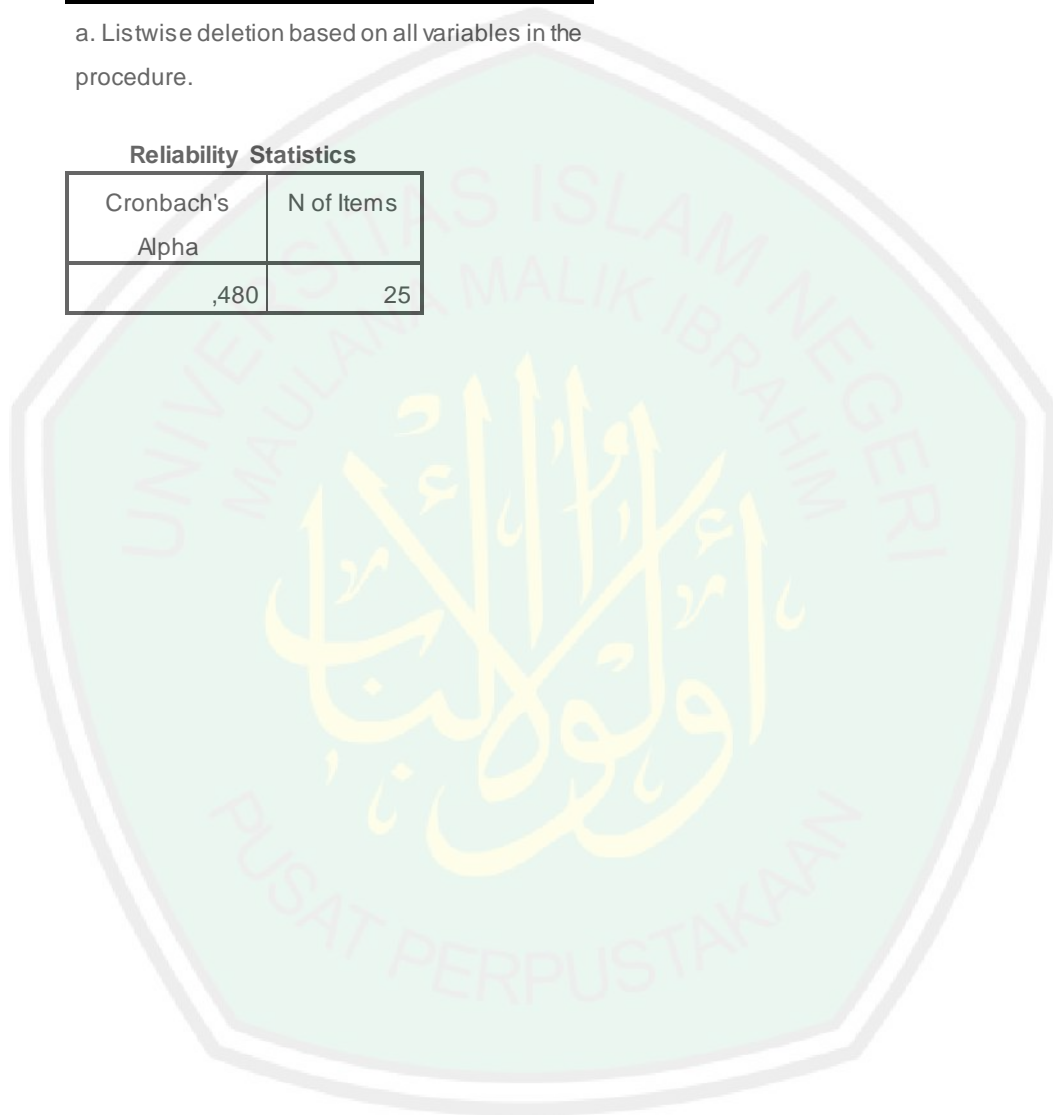 a. Listwise deletion based on all variables in the
procedure.
Reliability Statistics
Cronbach's
Alpha
N of Items
,480
25
UNIVERSITAS ISLAM NEGERI
MAULANA MALIK IBRAHIM
PUSAT PERPUSTAKAAN